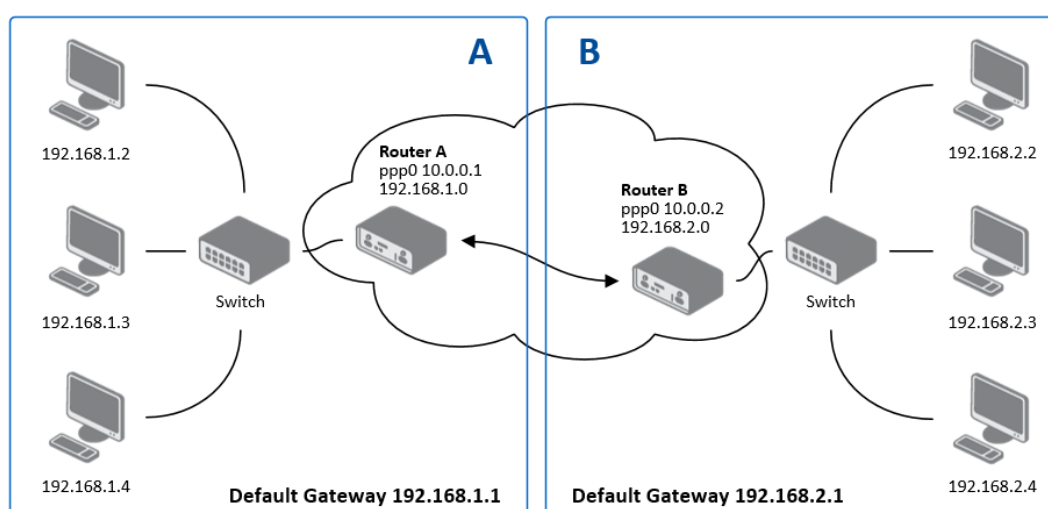 A
B
192.168.1.2
192.168.2.2
Router A
ppp0 10.0.0.1
192.168.1.0
Router B
ppp0 10.0.0.2
192.168.2.0
192.168.1.3
Switch
Switch
192.168.2.3
192.168.1.4
Default Gateway 192.168.1.1
Default Gateway 192.168.2.1
192.168.2.4